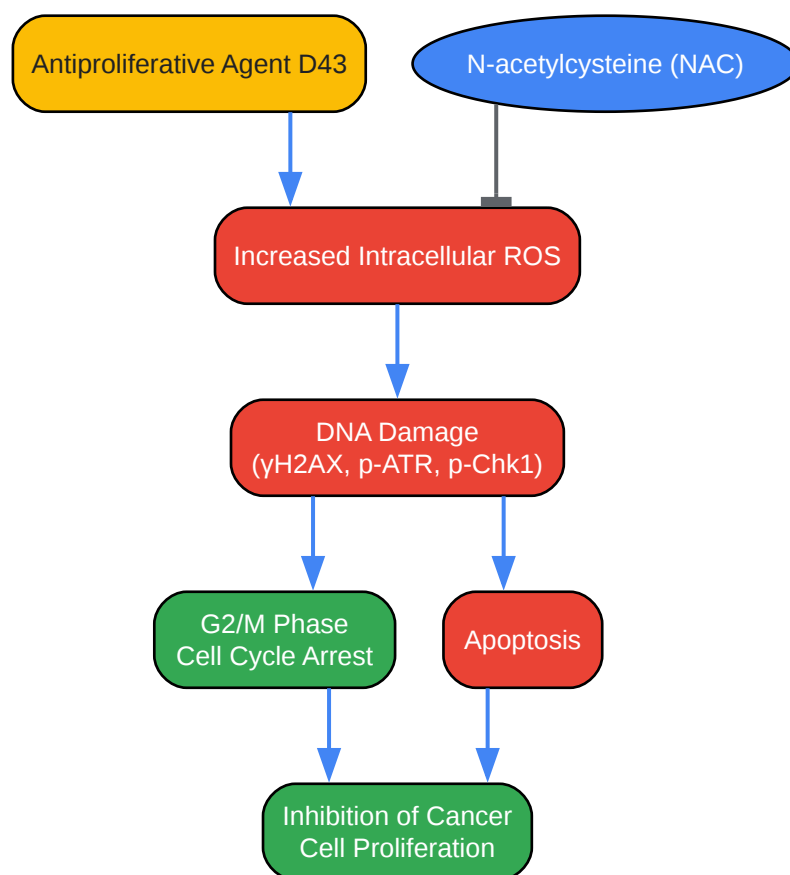 Antiproliferative Agent D43
N-acetylcysteine (NAC)
Increased Intracellular ROS
DNA Damage
(γH2AX, p-ATR, p-Chk1)
G2/M Phase
Cell Cycle Arrest
Apoptosis
Inhibition of Cancer
Cell Proliferation